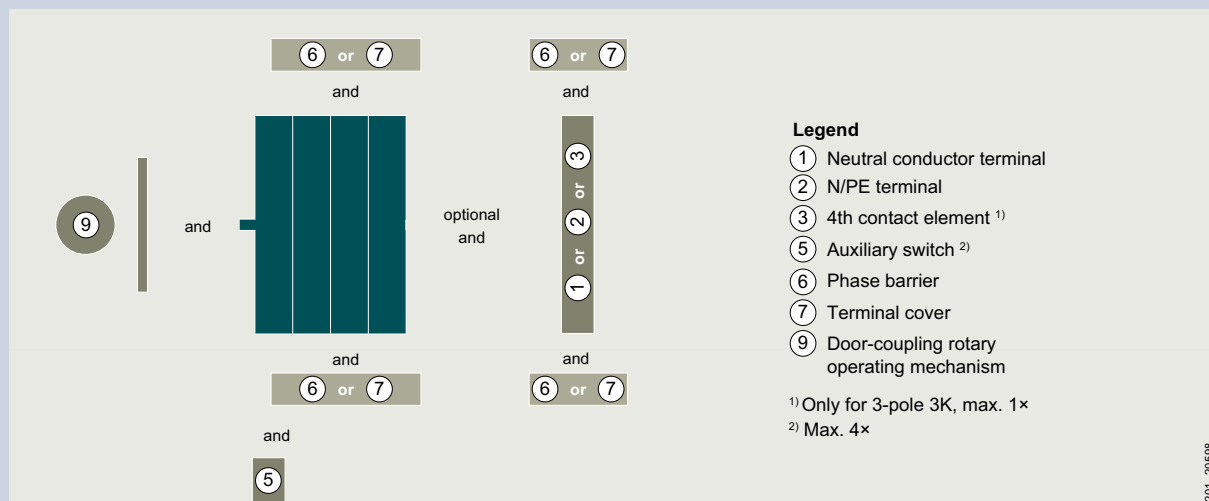 6 or 7
6 or 7
and
and
9
and
optional
and
1 or 2 or 3
and
and
6 or 7
6 or 7
and
5
Legend
1 Neutral conductor terminal
2 N/PE terminal
3 4th contact element 1)
5 Auxiliary switch 2)
6 Phase barrier
7 Terminal cover
9 Door-coupling rotary
operating mechanism
1) Only for 3-pole 3K, max. 1×
2) Max. 4×